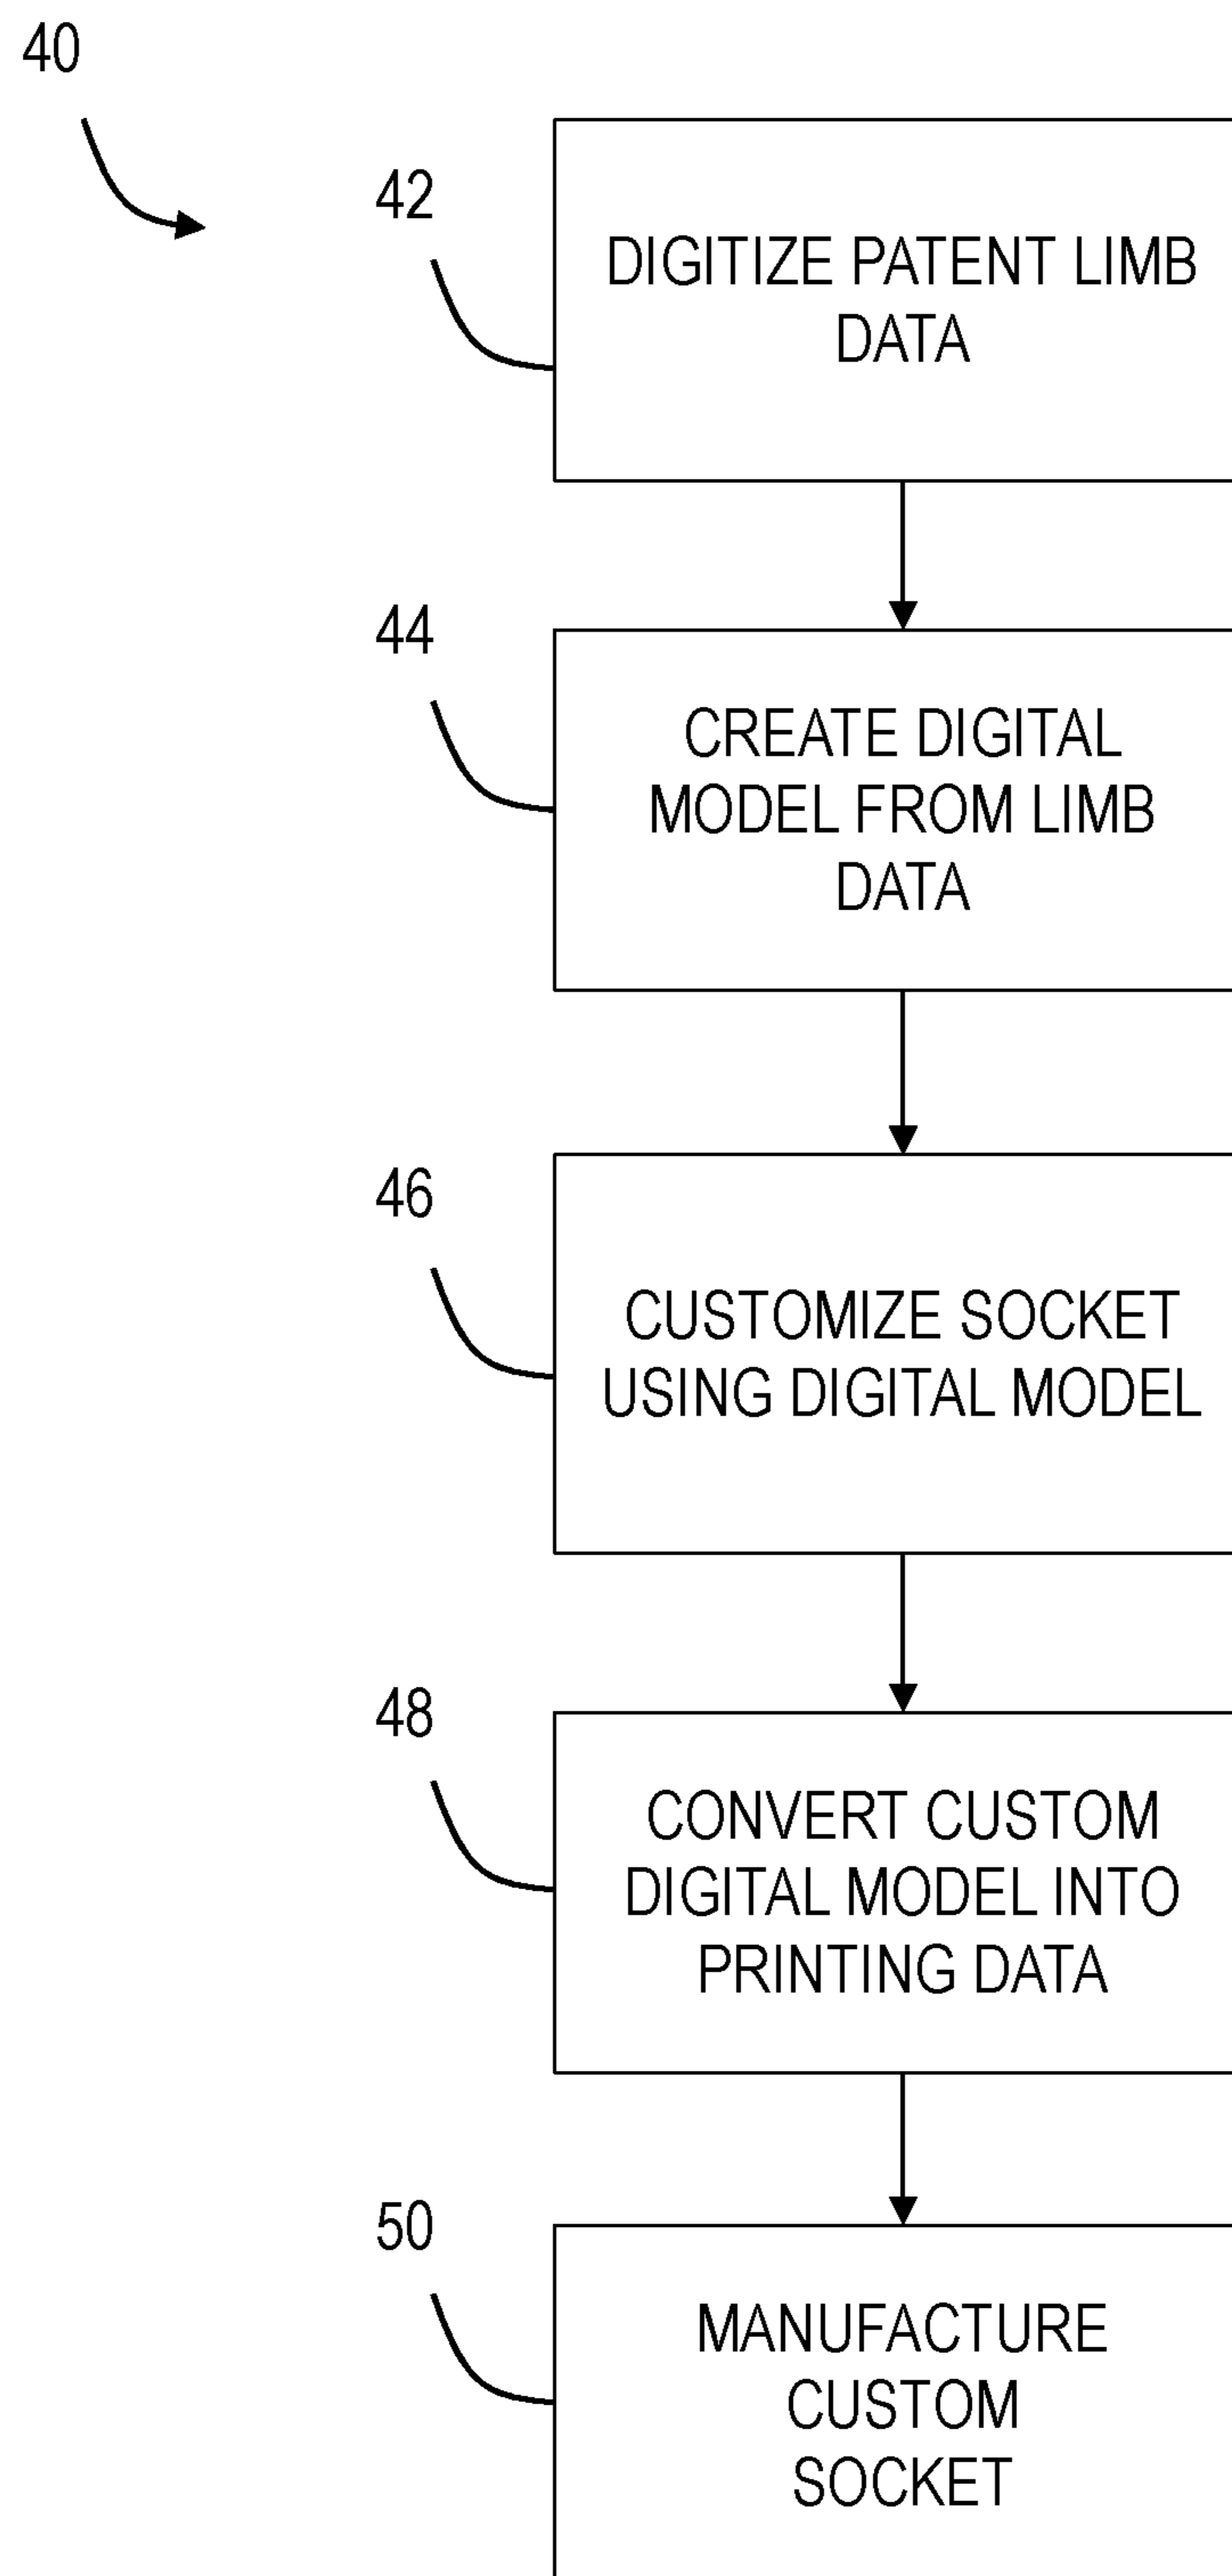 40
42
DIGITIZE PATENT LIMB
DATA
44
CREATE DIGITAL
MODEL FROM LIMB
DATA
46
CUSTOMIZE SOCKET
USING DIGITAL MODEL
48
CONVERT CUSTOM
DIGITAL MODEL INTO
PRINTING DATA
50
MANUFACTURE
CUSTOM
SOCKET